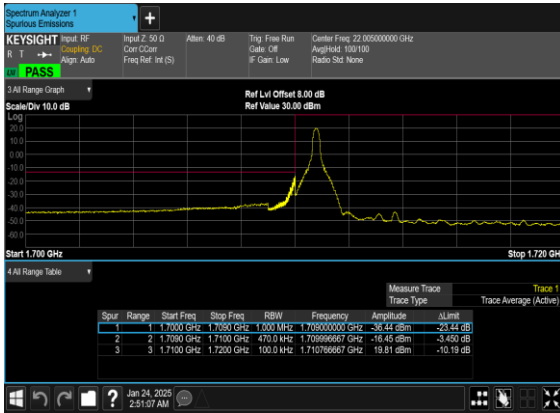 Spectrum Analyzer 1
Spurious Emissions
+
KEYSIGHT Input: RF Input Z: 50 Ω Atten: 40 dB Trig: Free Run Center Freq: 22.005000000 GHz
R T Coupling: DC Corr CCorr Gate: Off Avg|Hold: 100/100
Align: Auto Freq Ref: Int (S) IF Gain: Low Radio Std: None
PASS
3 All Range Graph
Ref Lvl Offset 8.00 dB
Scale/Div 10.0 dB Ref Value 30.00 dBm
Log
20.0
10.0
0.00
-10.0
-20.0
-30.0
-40.0
-50.0
-60.0
Start 1.700 GHz Stop 1.720 GH
4 All Range Table
Measure Trace Trace 1
Trace Type Trace Average (Active)
Spur Range Start Freq Stop Freq RBW Frequency Amplitude ΔLimit
1 1 1.7000 GHz 1.7090 GHz 1.000 MHz 1.709000000 GHz -36.44 dBm -23.44 dB
2 2 1.7090 GHz 1.7100 GHz 470.0 kHz 1.709996667 GHz -16.45 dBm -3.450 dB
3 3 1.7100 GHz 1.7200 GHz 100.0 kHz 1.710766667 GHz 19.81 dBm -10.19 dB
? Jan 24, 2025
2:51:07 AM